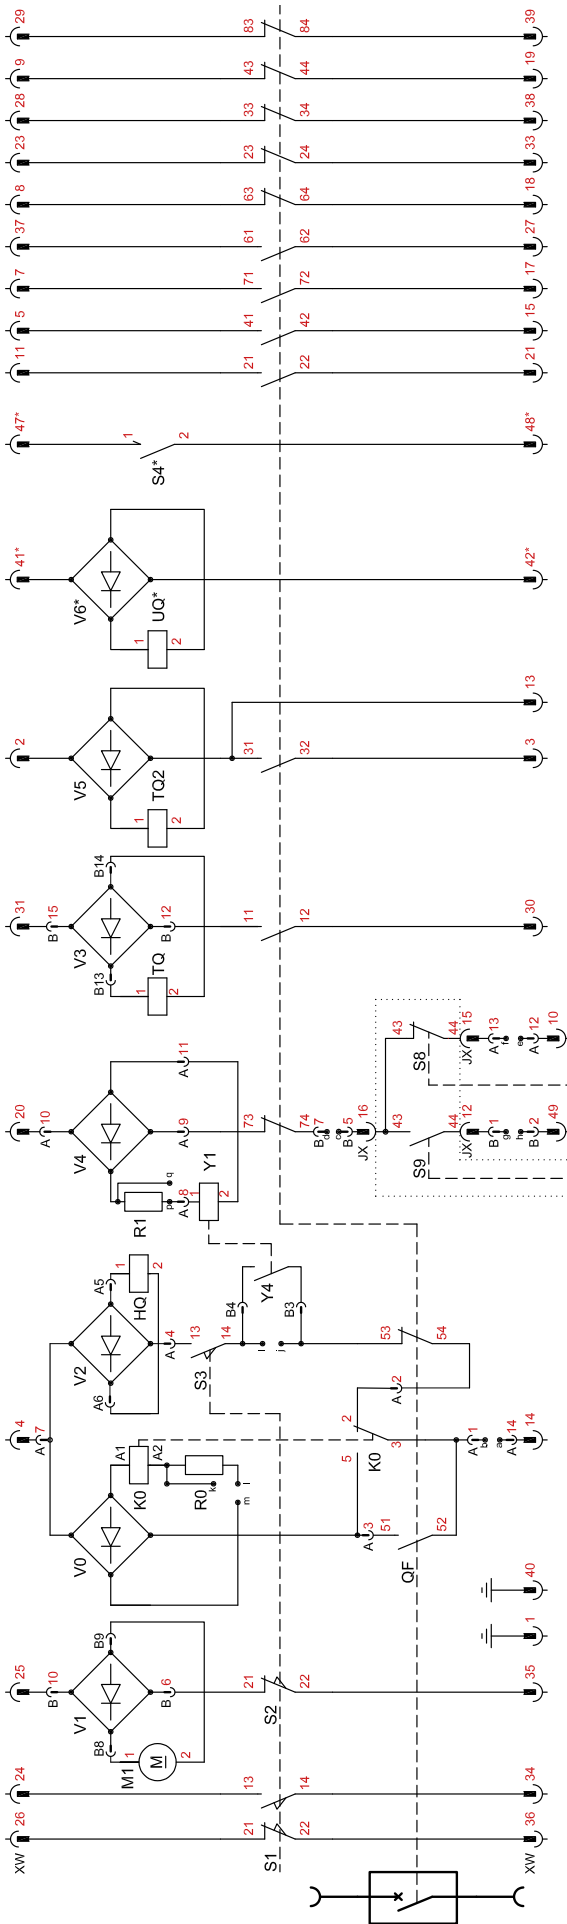 29 83 84 39
9 43 44 19
28 33 34 38
23 23 24 33
8 63 64 18
37 61 62 27
7 71 72 17
5 41 42 15
11 21 22 21
47* 1 S4* 2 48*
41* V6* 1 UQ* 2 42*
2 V5 1 TQ2 2 31 32 13 3
31 B 15 B14 V3 B 12 B13 1 TQ 2 11 12 30
20 A 10 V4 A 11 A 9 R1 q p A 8 1 Y1 2 73 74 B 7 d c B 5 JX 16
43 S8 44 JX 15 A 13 f e A 12 10
43 S9 44 JX 12 B 1 g h B 2 49
4 A 7 V2 A5 1 HQ 2 A6 A 4 13 S3 14 B4 Y4 B3 i j 53 54
A 2 2 K0 3 5
A1 K0 A2 k R0 l m V0
A 3 51 QF 52 A 1 b a A 14 14
40
1
25 B 10 B9 V1 B 6 B8 1 M1 M 2 21 S2 22 35
24 13 14 34
XW 26 21 S1 22 XW 36